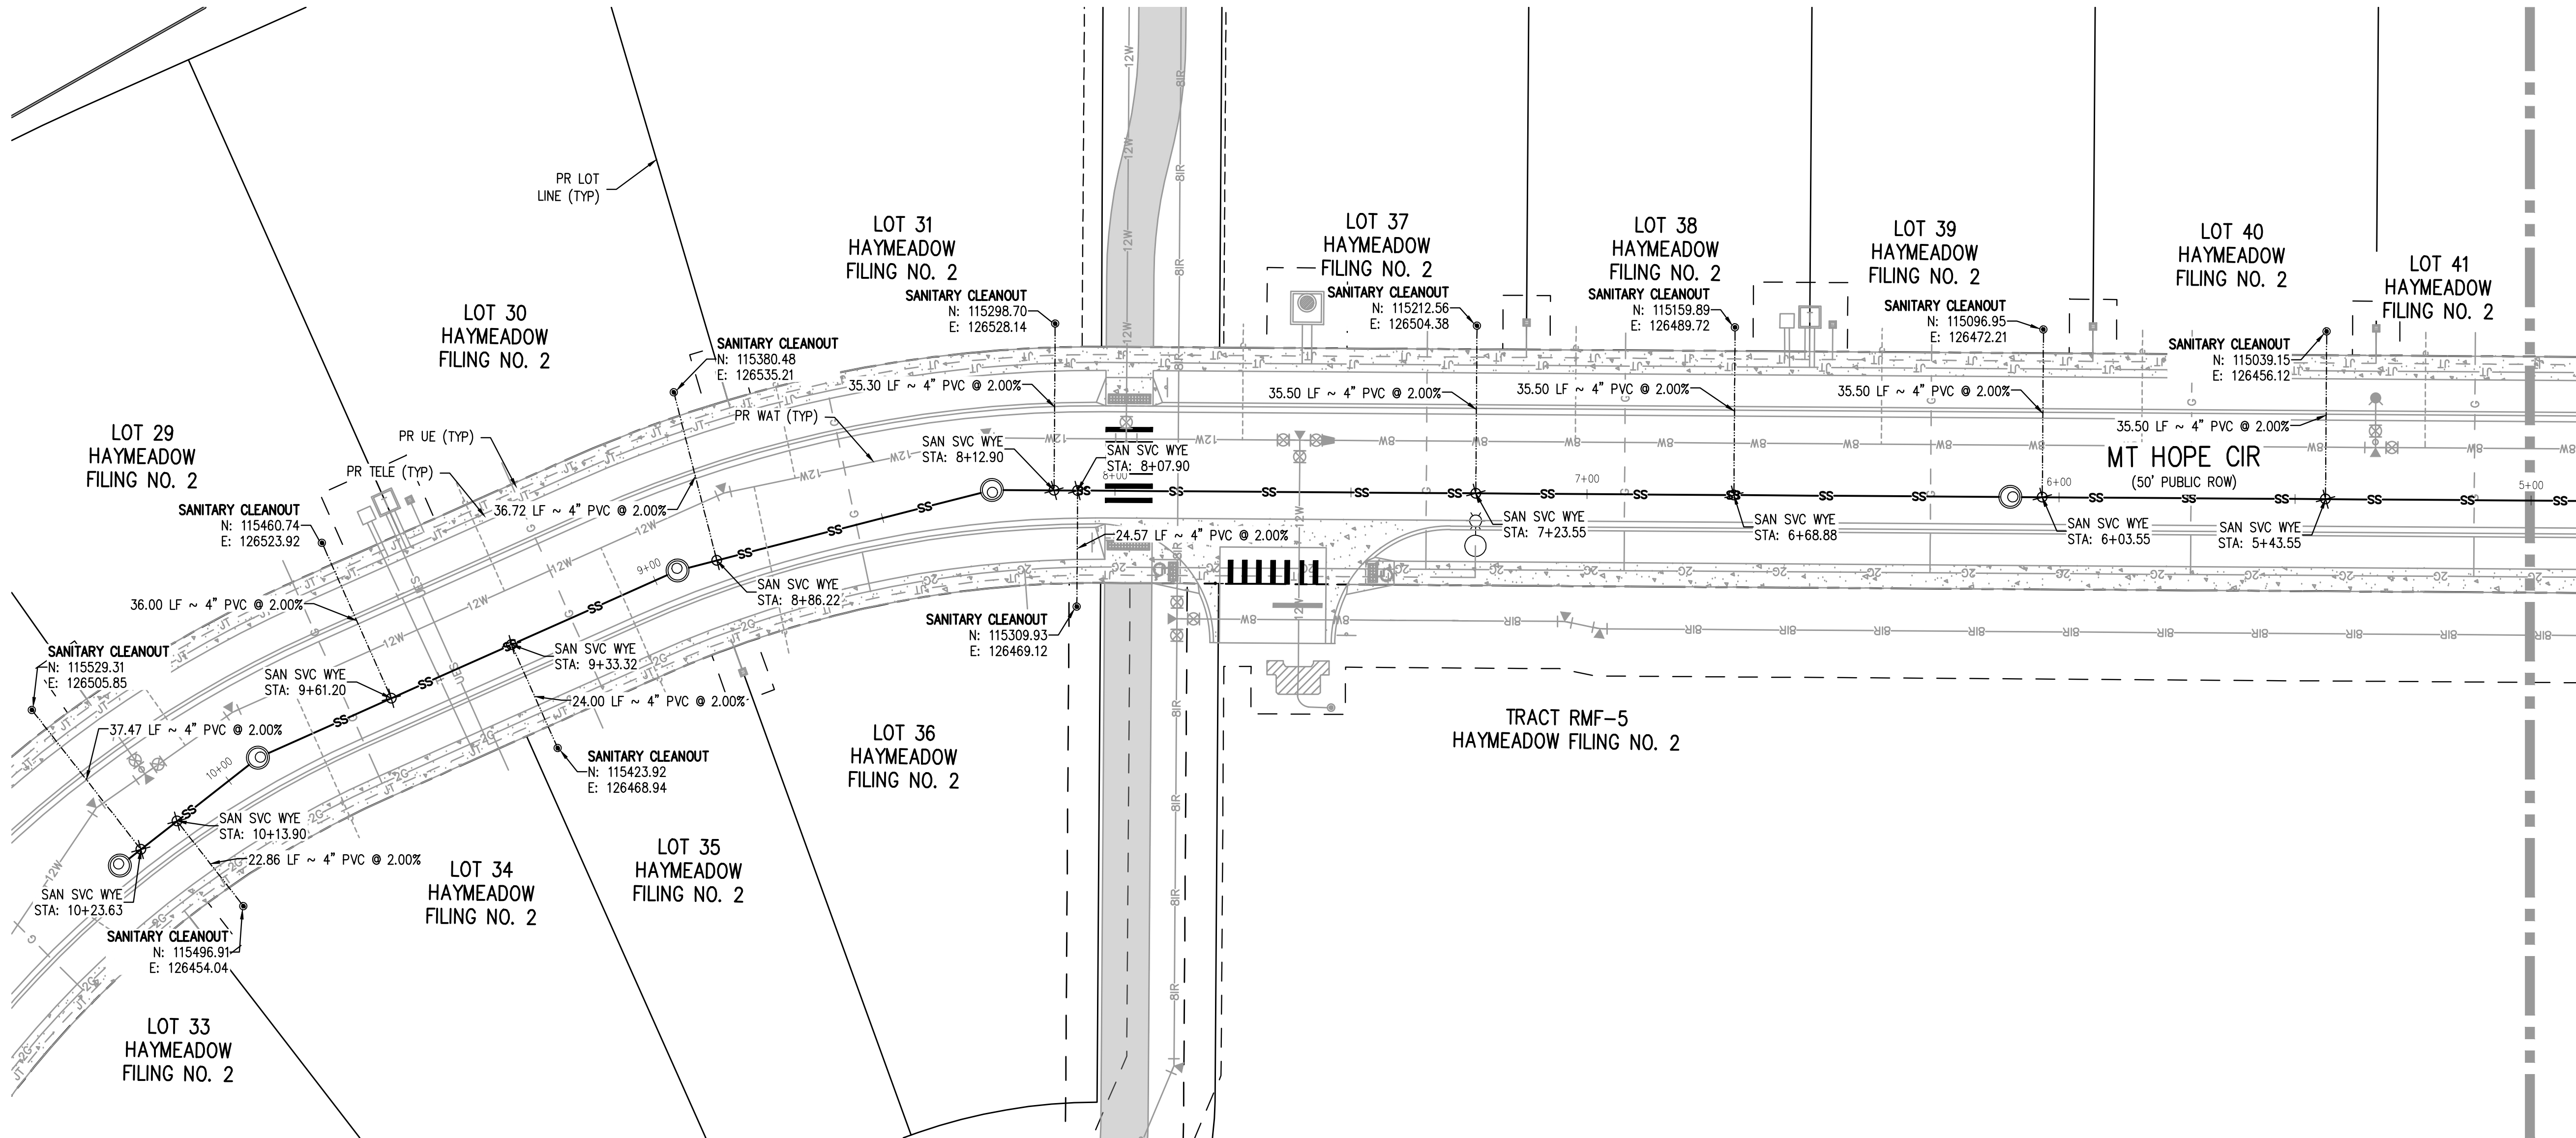 PR LOT
LINE (TYP)
LOT 29
HAYMEADOW
FILING NO. 2
LOT 30
HAYMEADOW
FILING NO. 2
LOT 31
HAYMEADOW
FILING NO. 2
LOT 37
HAYMEADOW
FILING NO. 2
LOT 38
HAYMEADOW
FILING NO. 2
LOT 39
HAYMEADOW
FILING NO. 2
LOT 40
HAYMEADOW
FILING NO. 2
LOT 41
HAYMEADOW
FILING NO. 2
SANITARY CLEANOUT
N: 115298.70
E: 126528.14
SANITARY CLEANOUT
N: 115212.56
E: 126504.38
SANITARY CLEANOUT
N: 115159.89
E: 126489.72
SANITARY CLEANOUT
N: 115096.95
E: 126472.21
SANITARY CLEANOUT
N: 115039.15
E: 126456.12
SANITARY CLEANOUT
N: 115380.48
E: 126535.21
35.30 LF ~ 4" PVC @ 2.00%
35.50 LF ~ 4" PVC @ 2.00%
35.50 LF ~ 4" PVC @ 2.00%
35.50 LF ~ 4" PVC @ 2.00%
35.50 LF ~ 4" PVC @ 2.00%
PR WAT (TYP)
PR UE (TYP)
PR TELE (TYP)
MT HOPE CIR
(50' PUBLIC ROW)
SAN SVC WYE
STA: 8+12.90
SAN SVC WYE
STA: 8+07.90
8+00
7+00
6+00
5+00
9+00
10+00
36.72 LF ~ 4" PVC @ 2.00%
SANITARY CLEANOUT
N: 115460.74
E: 126523.92
SAN SVC WYE
STA: 7+23.55
SAN SVC WYE
STA: 6+68.88
SAN SVC WYE
STA: 6+03.55
SAN SVC WYE
STA: 5+43.55
24.57 LF ~ 4" PVC @ 2.00%
SAN SVC WYE
STA: 8+86.22
36.00 LF ~ 4" PVC @ 2.00%
SANITARY CLEANOUT
N: 115309.93
E: 126469.12
SANITARY CLEANOUT
N: 115529.31
E: 126505.85
SAN SVC WYE
STA: 9+33.32
SAN SVC WYE
STA: 9+61.20
24.00 LF ~ 4" PVC @ 2.00%
37.47 LF ~ 4" PVC @ 2.00%
SANITARY CLEANOUT
N: 115423.92
E: 126468.94
LOT 36
HAYMEADOW
FILING NO. 2
TRACT RMF-5
HAYMEADOW FILING NO. 2
SAN SVC WYE
STA: 10+13.90
22.86 LF ~ 4" PVC @ 2.00%
LOT 35
HAYMEADOW
FILING NO. 2
LOT 34
HAYMEADOW
FILING NO. 2
SAN SVC WYE
STA: 10+23.63
SANITARY CLEANOUT
N: 115496.91
E: 126454.04
LOT 33
HAYMEADOW
FILING NO. 2
SS
12W
8IR
8W
JT
2G
G